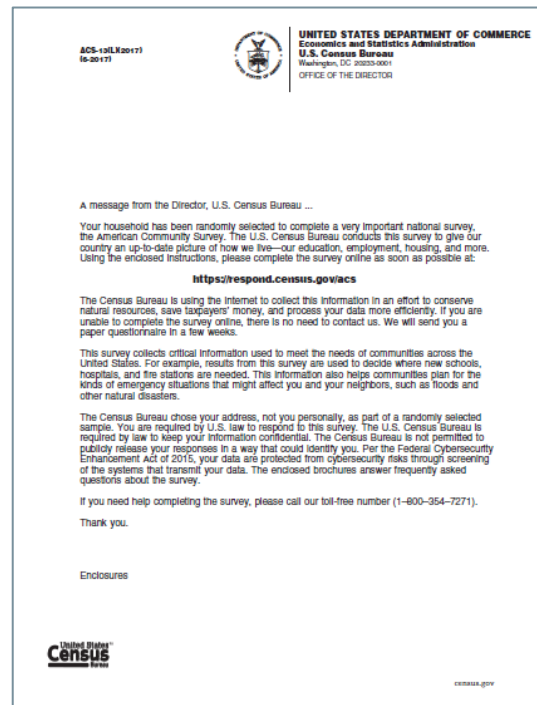 ACS-13(LX2017)
(6-2017)
UNITED STATES DEPARTMENT OF COMMERCE
Economics and Statistics Administration
U.S. Census Bureau
Washington, DC 20233-0001
OFFICE OF THE DIRECTOR
A message from the Director, U.S. Census Bureau ...
Your household has been randomly selected to complete a very important national survey,
the American Community Survey. The U.S. Census Bureau conducts this survey to give our
country an up-to-date picture of how we live—our education, employment, housing, and more.
Using the enclosed instructions, please complete the survey online as soon as possible at:
https://respond.census.gov/acs
The Census Bureau is using the Internet to collect this information in an effort to conserve
natural resources, save taxpayers' money, and process your data more efficiently. If you are
unable to complete the survey online, there is no need to contact us. We will send you a
paper questionnaire in a few weeks.
This survey collects critical information used to meet the needs of communities across the
United States. For example, results from this survey are used to decide where new schools,
hospitals, and fire stations are needed. This information also helps communities plan for the
kinds of emergency situations that might affect you and your neighbors, such as floods and
other natural disasters.
The Census Bureau chose your address, not you personally, as part of a randomly selected
sample. You are required by U.S. law to respond to this survey. The U.S. Census Bureau is
required by law to keep your information confidential. The Census Bureau is not permitted to
publicly release your responses in a way that could identify you. Per the Federal Cybersecurity
Enhancement Act of 2015, your data are protected from cybersecurity risks through screening
of the systems that transmit your data. The enclosed brochures answer frequently asked
questions about the survey.
If you need help completing the survey, please call our toll-free number (1–800–354–7271).
Thank you.
Enclosures
United States
Census
Bureau
census.gov